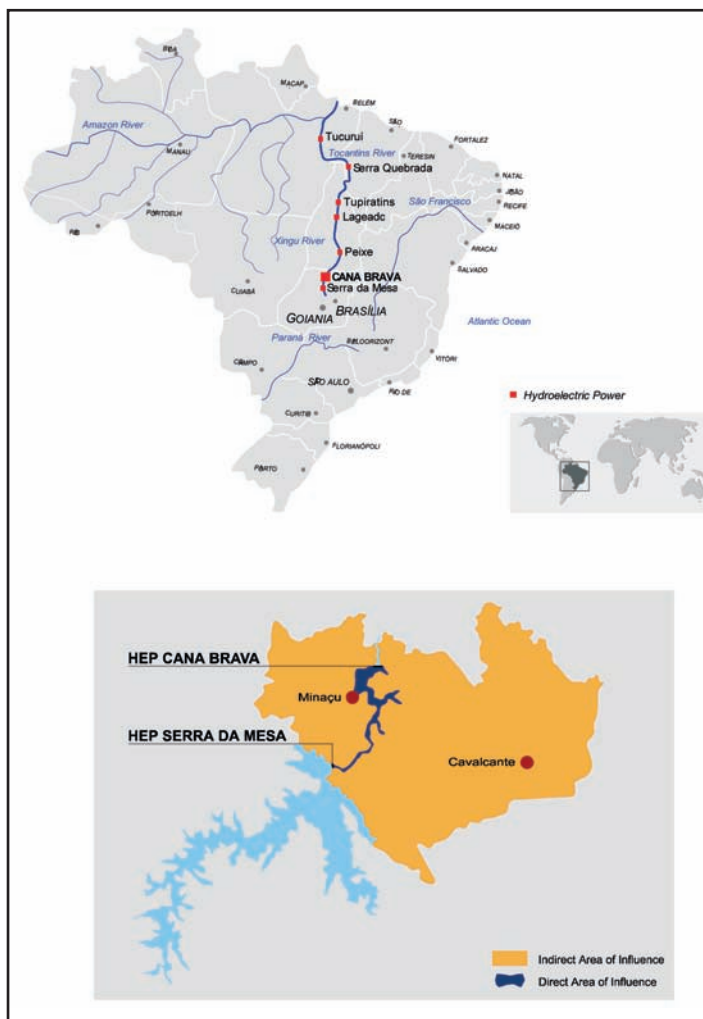 BOA
MACAP
BELÉM
Amazon River
Tucuruí
SÃO
MANAU
Tocantins River
FORTALEZ
TERESIN
Serra Quebrada
NATAL
JOÃO
Tupiratins
São Francisco
RECIFE
PORTOELH
Lageadc
MACEIÓ
RIO
Xingu River
ARACAJ
Peixe
SALVADO
CANA BRAVA
CUIABÁ
Serra da Mesa
BRASÍLIA
GOIANIA
Atlantic Ocean
Paraná River
BELOORIZONT
VITÓRI
CAMPO
SÃO AULO
RIO DE
Hydroelectric Power
CURITIB
FLORIANÓPOLI
PORTO
HEP CANA BRAVA
Minaçu
HEP SERRA DA MESA
Cavalcante
Indirect Area of Influence
Direct Area of Influence